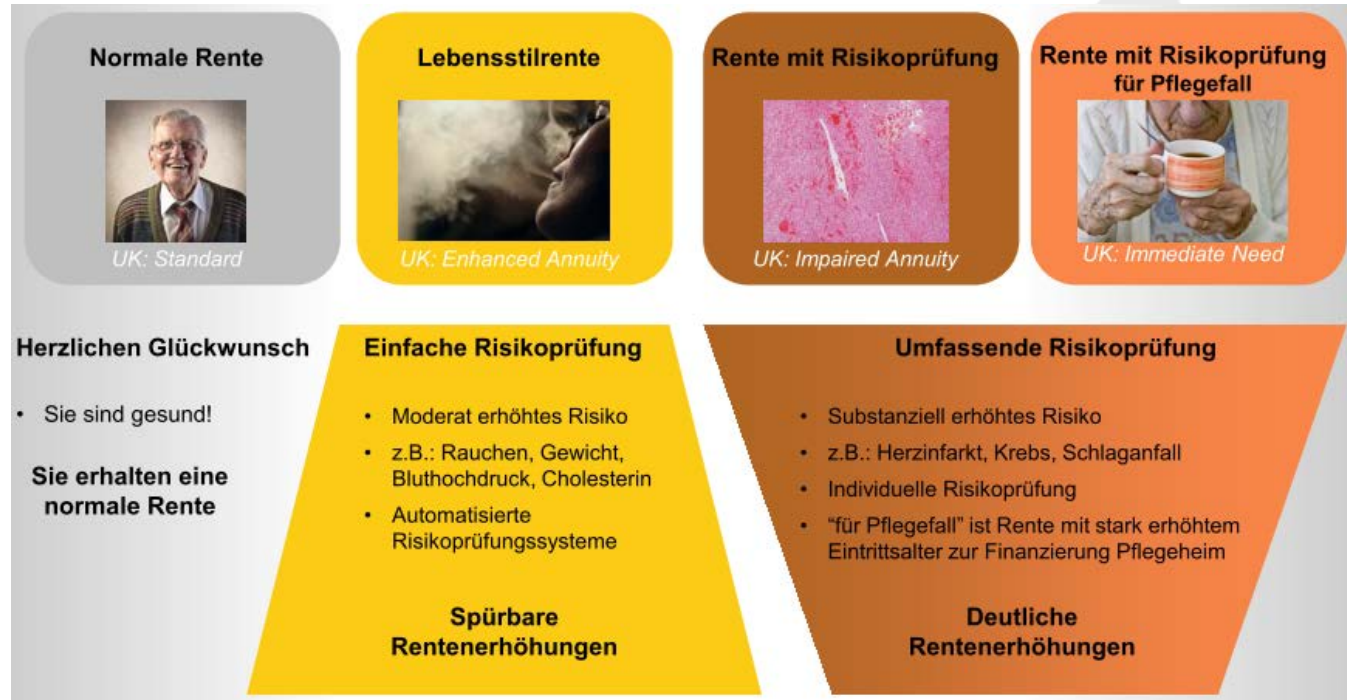 Normale Rente
UK: Standard
Lebensstilrente
UK: Enhanced Annuity
Rente mit Risikoprüfung
UK: Impaired Annuity
Rente mit Risikoprüfung
für Pflegefall
UK: Immediate Need
Herzlichen Glückwunsch
• Sie sind gesund!
Sie erhalten eine
normale Rente
Einfache Risikoprüfung
• Moderat erhöhtes Risiko
• z.B.: Rauchen, Gewicht,
Bluthochdruck, Cholesterin
• Automatisierte
Risikoprüfungssysteme
Spürbare
Rentenerhöhungen
Umfassende Risikoprüfung
• Substanziell erhöhtes Risiko
• z.B.: Herzinfarkt, Krebs, Schlaganfall
• Individuelle Risikoprüfung
• “für Pflegefall” ist Rente mit stark erhöhtem
Eintrittsalter zur Finanzierung Pflegeheim
Deutliche
Rentenerhöhungen